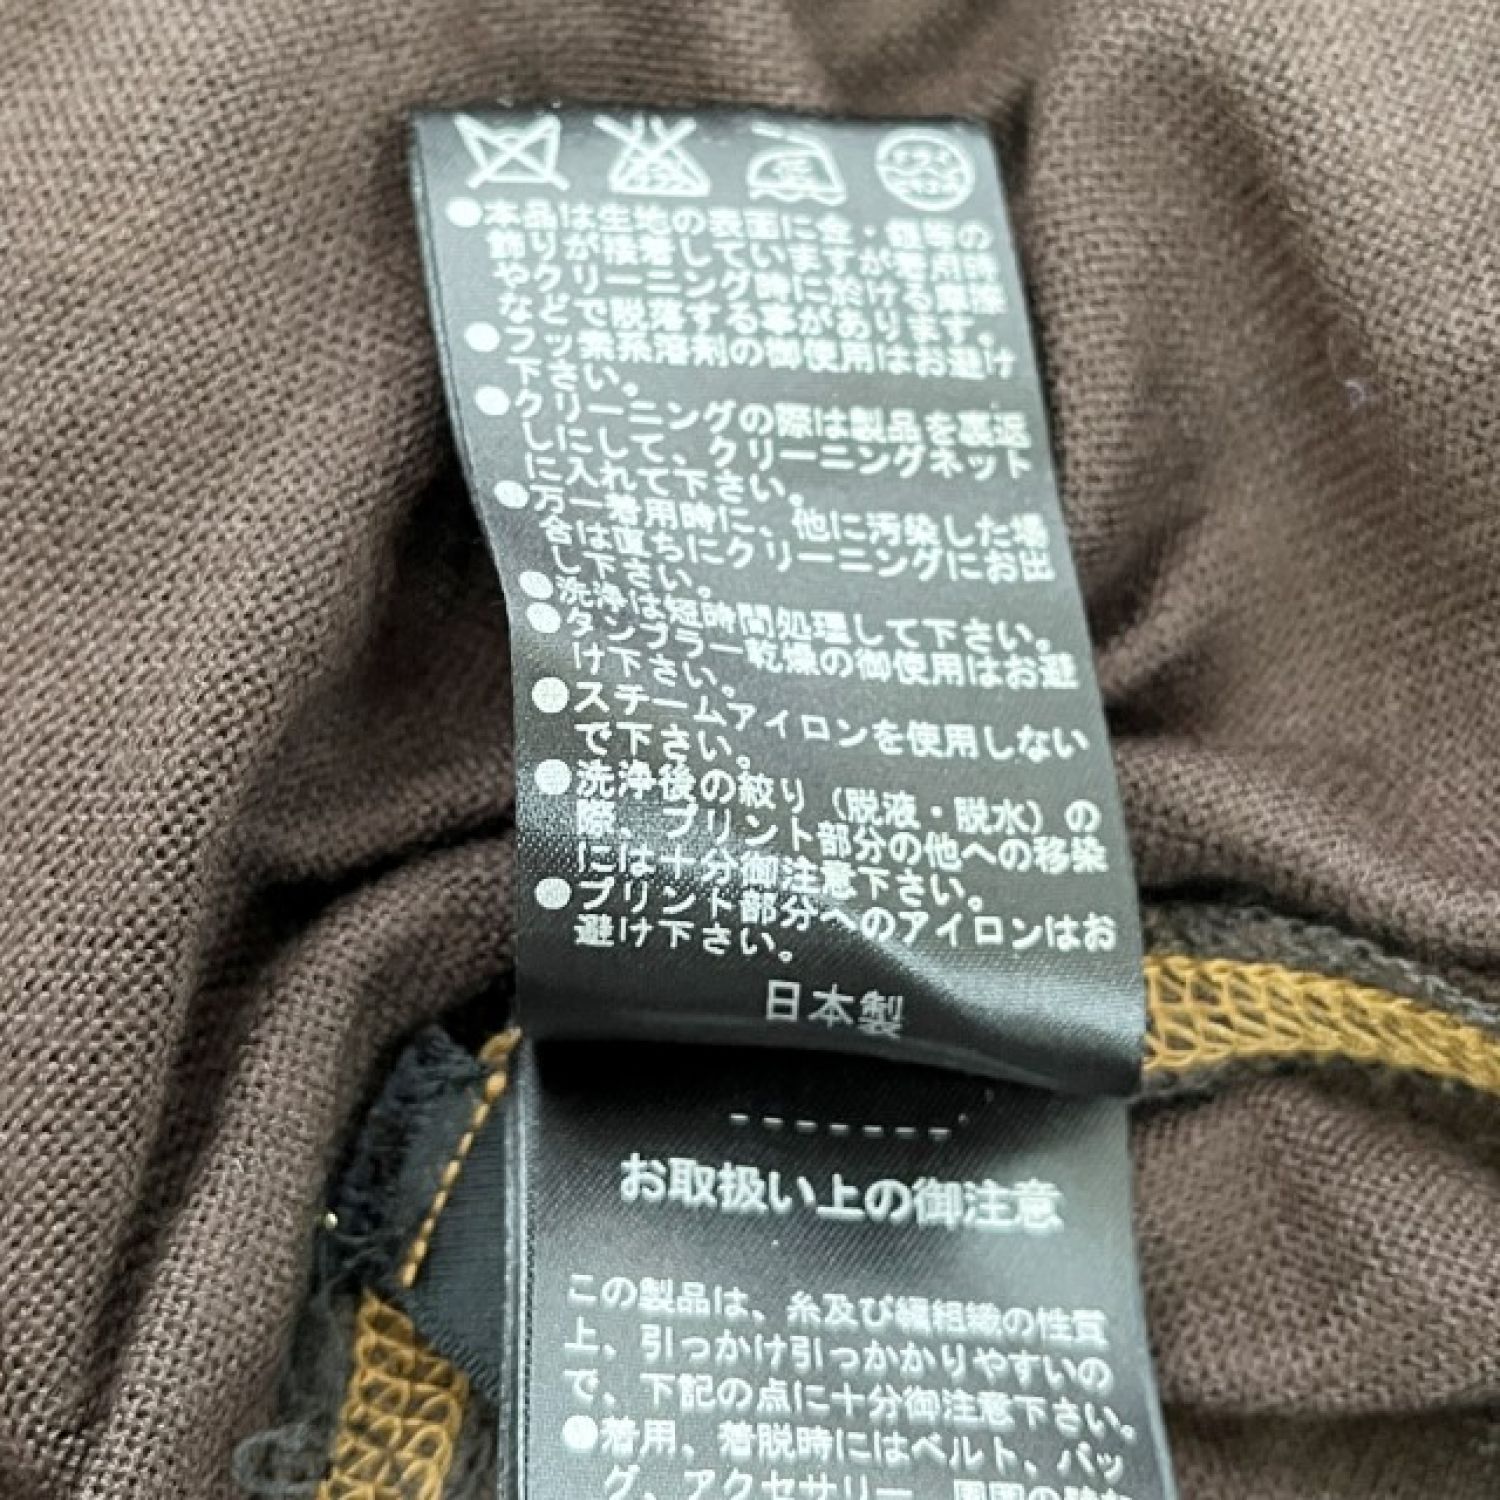 ●本品は生地の表面に金・銀等の
飾りが接着していますが着用時
やクリーニング時に於ける摩擦
などで脱落する事があります。
●フッ素系溶剤の御使用はお避け
下さい。
●クリーニングの際は製品を裏返
しにして、クリーニングネット
に入れて下さい。
●万一着用時に、他に汚染した場
合は直ちにクリーニングにお出
し下さい。
●洗浄は短時間処理して下さい。
●タンブラー乾燥の御使用はお避
け下さい。
●スチームアイロンを使用しない
で下さい。
●洗浄後の絞り（脱液・脱水）の
際、プリント部分の他への移染
には十分御注意下さい。
●プリント部分へのアイロンはお
避け下さい。
日本製
お取扱い上の御注意
この製品は、糸及び編組織の性質
上、引っかけ引っかかりやすいの
で、下記の点に十分御注意下さい。
●着用、着脱時にはベルト、バッ
グ、アクセサリー